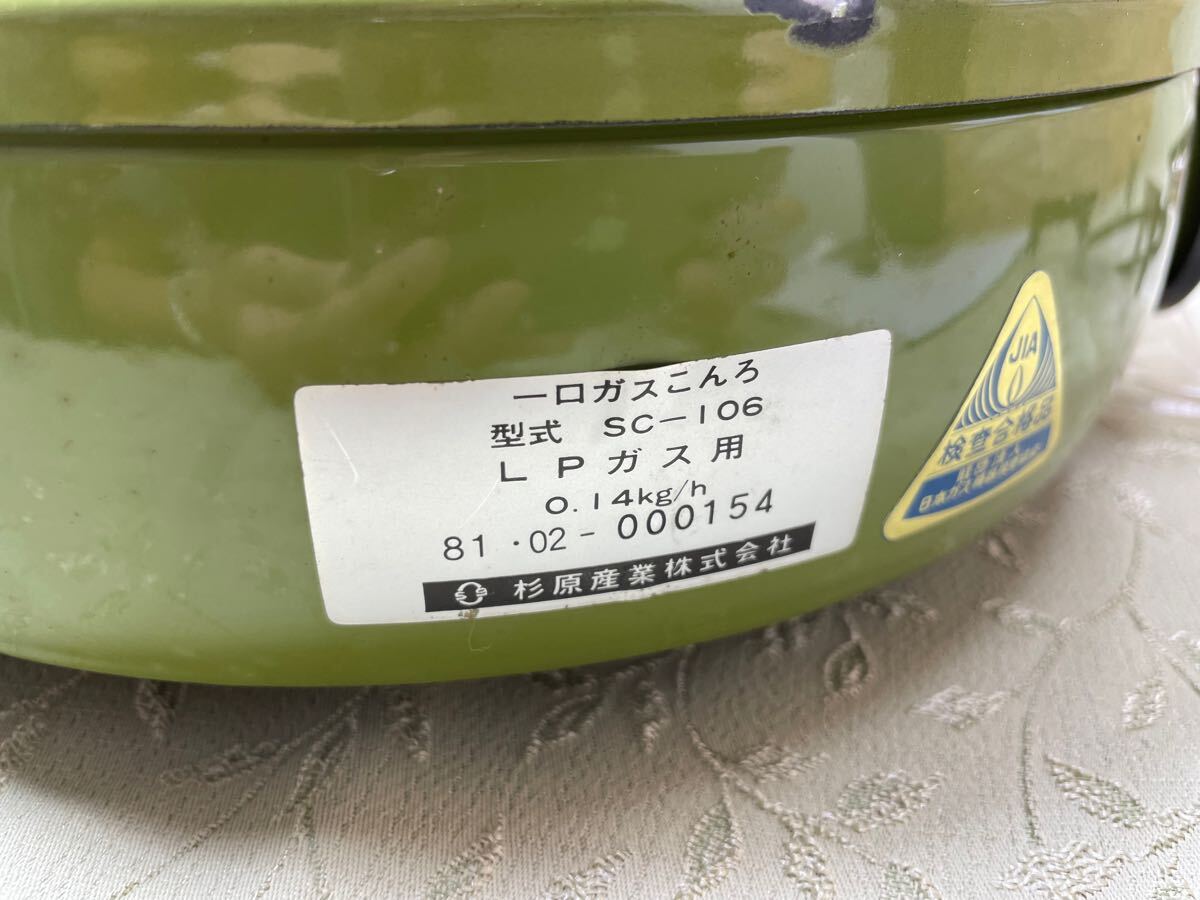 一口ガスこんろ
型式 SC-106
LPガス用
0.14kg/h
81・02-000154
杉原産業株式会社
JIA
検査合格品